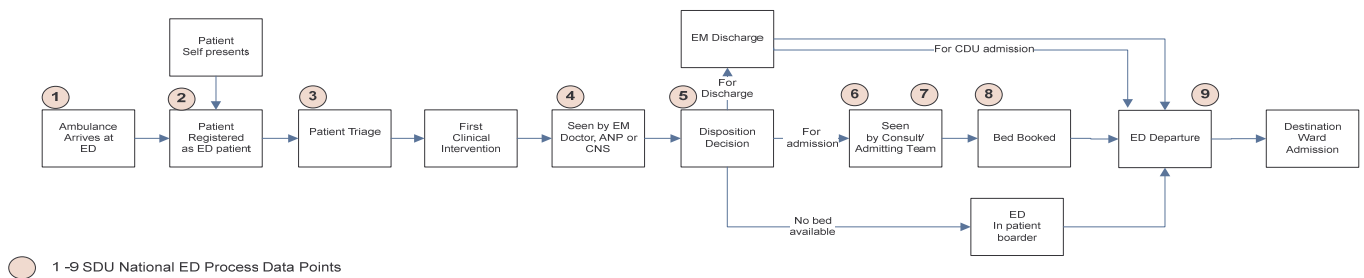 Patient
Self presents
EM Discharge
For CDU admission
For
Discharge
1
2
3
4
5
6
7
8
9
Ambulance
Arrives at
ED
Patient
Registered
as ED patient
Patient Triage
First
Clinical
Intervention
Seen by EM
Doctor, ANP or
CNS
Disposition
Decision
For
admission
Seen
by Consult/
Admitting Team
Bed Booked
ED Departure
Destination
Ward
Admission
No bed
available
ED
In patient
boarder
1 -9 SDU National ED Process Data Points